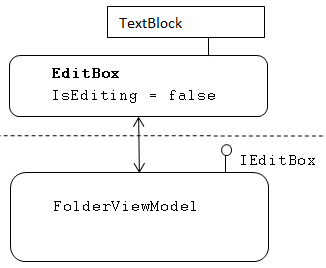 TextBlock
EditBox
IsEditing = false
IEditBox
FolderViewModel